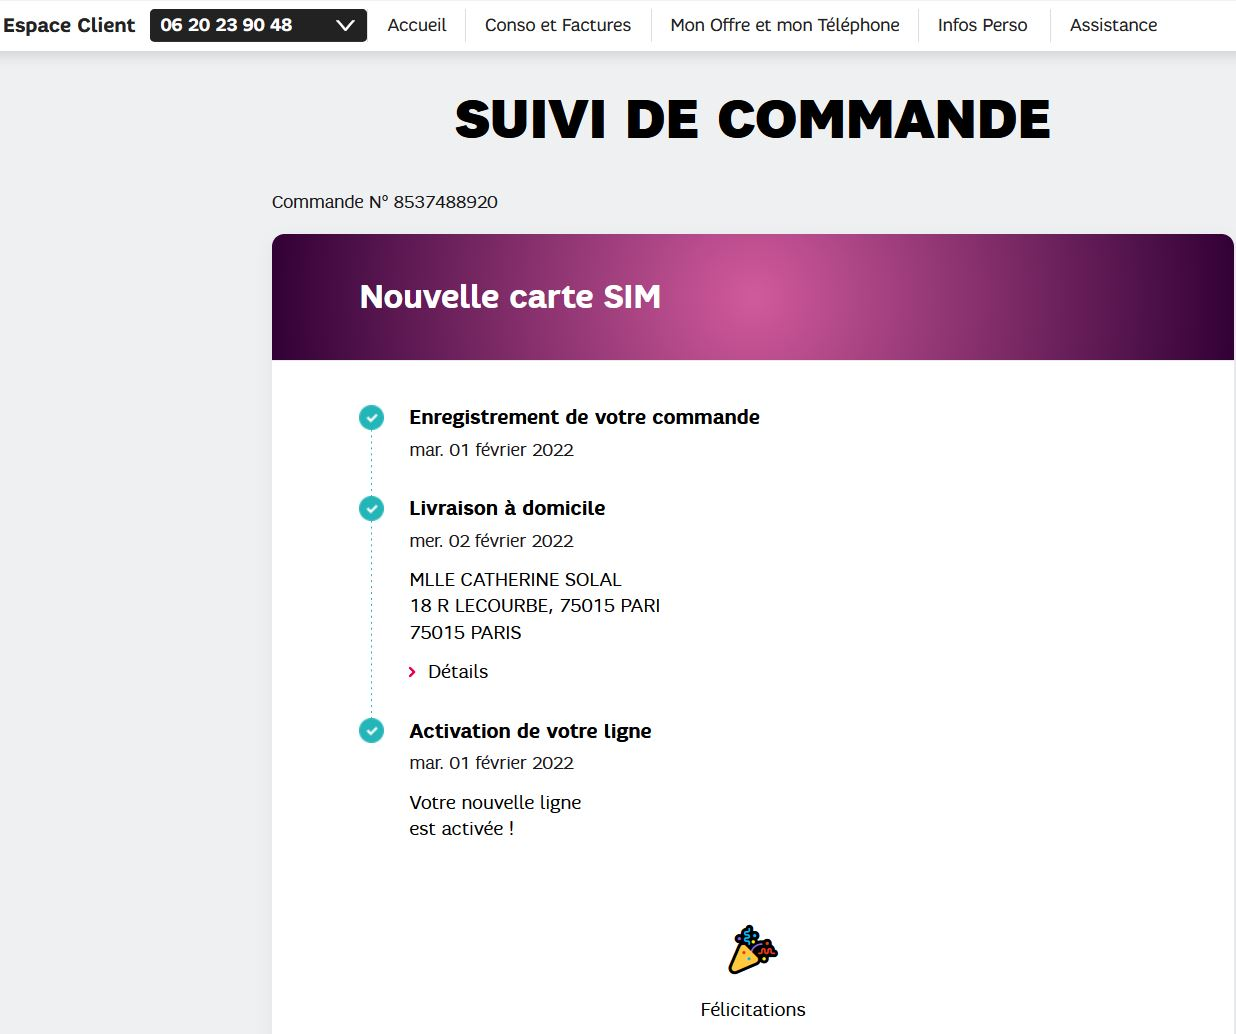 Espace Client 06 20 23 90 48 Accueil Conso et Factures Mon Offre et mon Téléphone Infos Perso Assistance
SUIVI DE COMMANDE
Commande N° 8537488920
Nouvelle carte SIM
Enregistrement de votre commande
mar. 01 février 2022
Livraison à domicile
mer. 02 février 2022
MLLE CATHERINE SOLAL
18 R LECOURBE, 75015 PARI
75015 PARIS
Détails
Activation de votre ligne
mar. 01 février 2022
Votre nouvelle ligne
est activée !
Félicitations